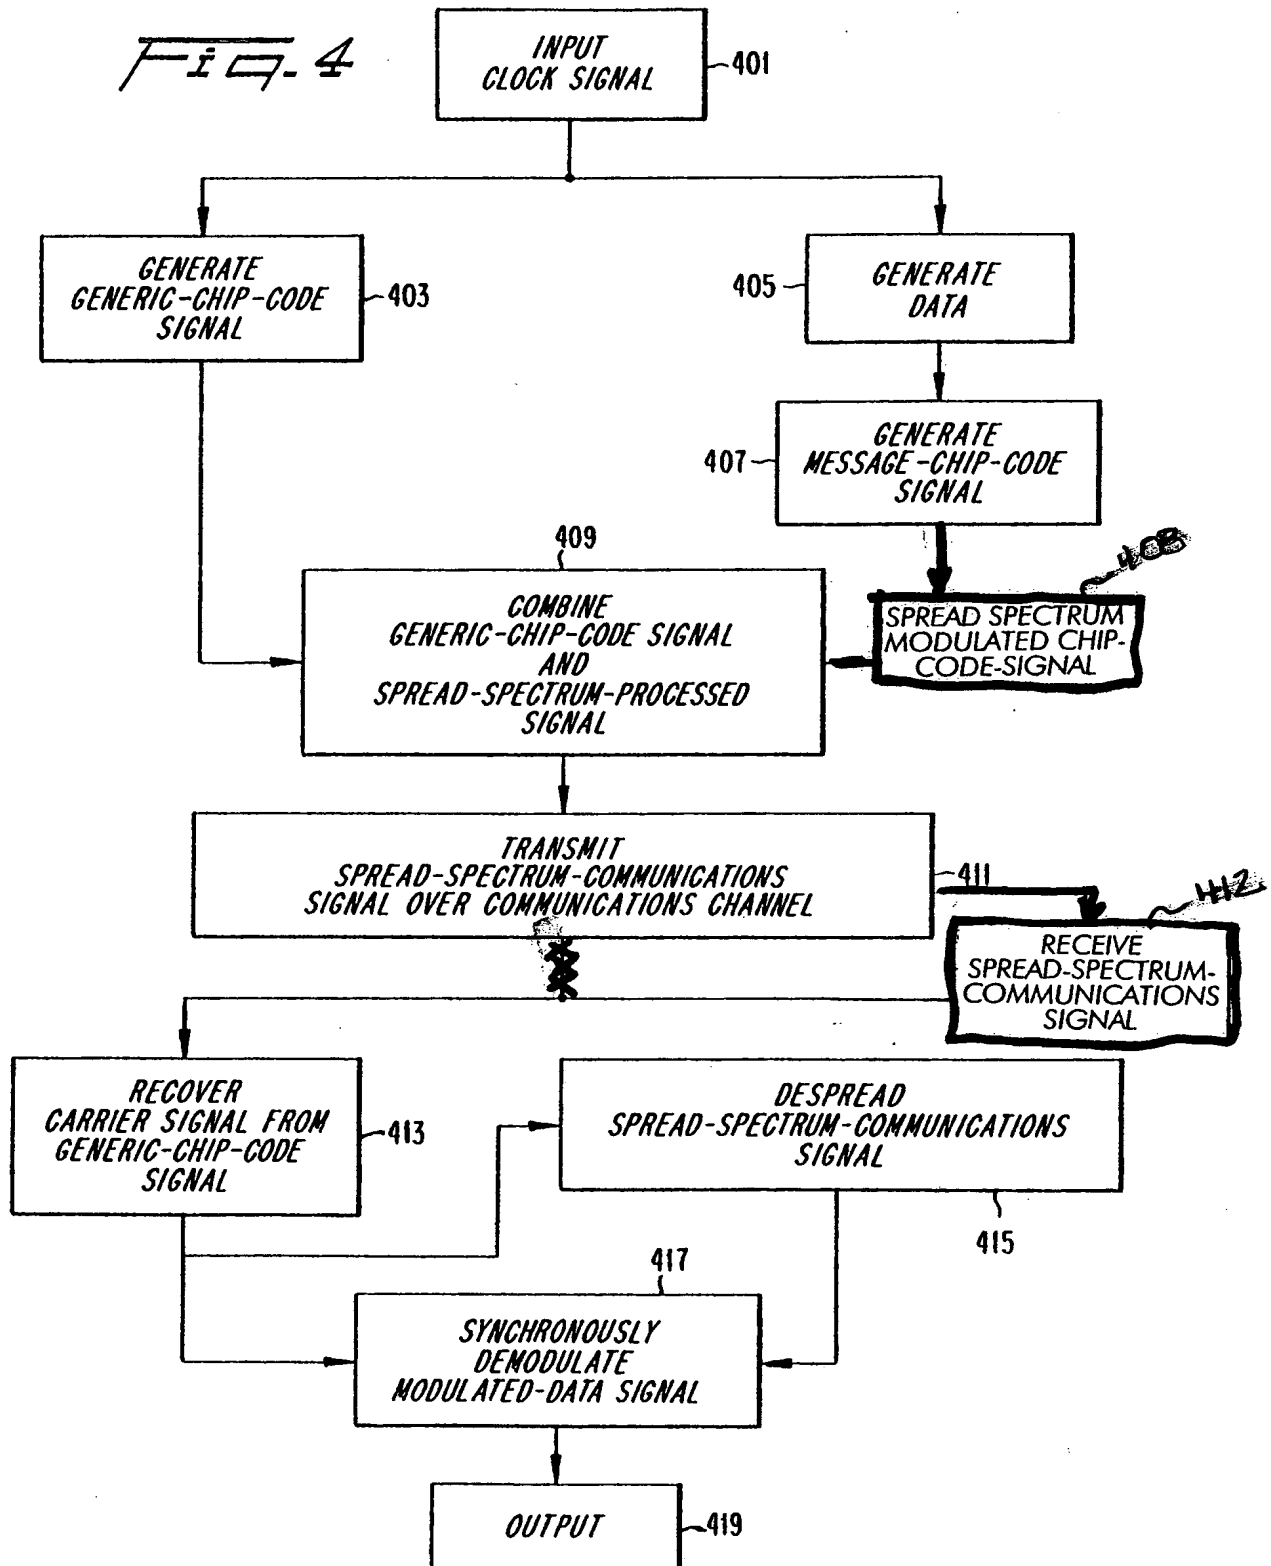 Fig. 4
INPUT
CLOCK SIGNAL
401
GENERATE
GENERIC-CHIP-CODE
SIGNAL
403
405
GENERATE
DATA
407
GENERATE
MESSAGE-CHIP-CODE
SIGNAL
408
SPREAD SPECTRUM
MODULATED CHIP-
CODE-SIGNAL
409
COMBINE
GENERIC-CHIP-CODE SIGNAL
AND
SPREAD-SPECTRUM-PROCESSED
SIGNAL
TRANSMIT
SPREAD-SPECTRUM-COMMUNICATIONS
SIGNAL OVER COMMUNICATIONS CHANNEL
411
412
RECEIVE
SPREAD-SPECTRUM-
COMMUNICATIONS
SIGNAL
RECOVER
CARRIER SIGNAL FROM
GENERIC-CHIP-CODE
SIGNAL
413
DESPREAD
SPREAD-SPECTRUM-COMMUNICATIONS
SIGNAL
415
417
SYNCHRONOUSLY
DEMODULATE
MODULATED-DATA SIGNAL
OUTPUT
419